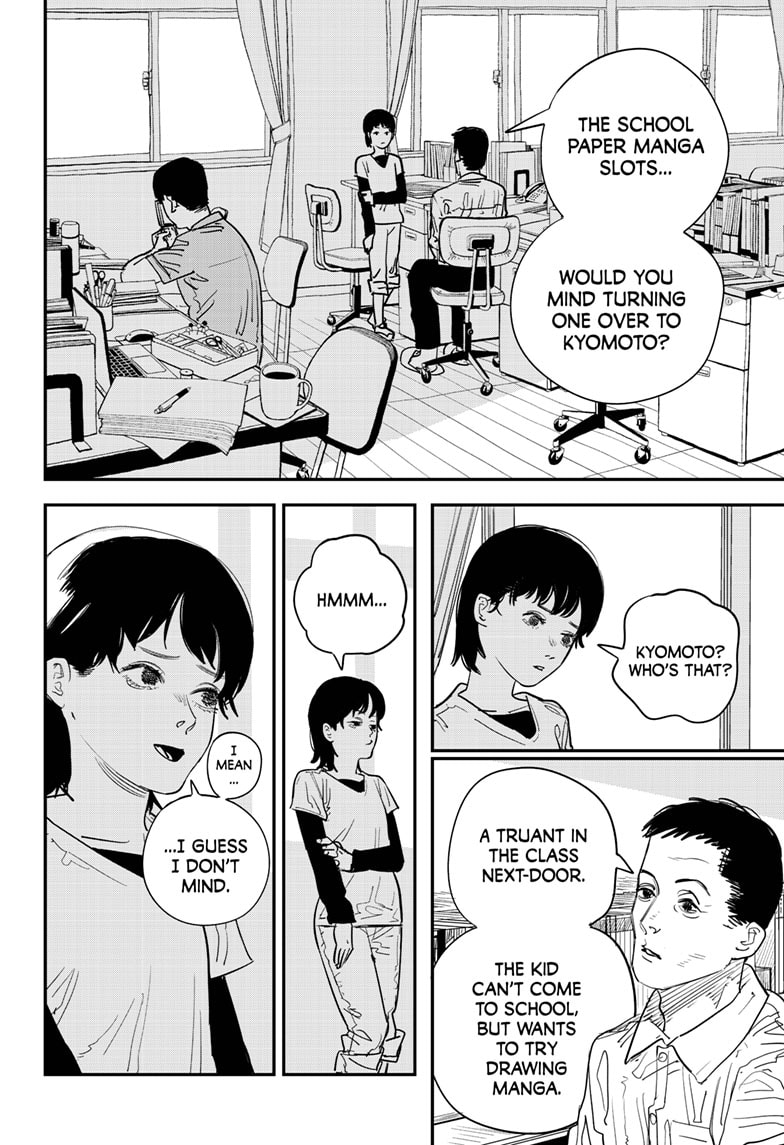 THE SCHOOL
PAPER MANGA
SLOTS...
WOULD YOU
MIND TURNING
ONE OVER TO
KYOMOTO?
KYOMOTO?
WHO'S THAT?
A TRUANT IN
THE CLASS
NEXT-DOOR.
THE KID
CAN'T COME
TO SCHOOL,
BUT WANTS
TO TRY
DRAWING
MANGA.
HMMM...
I
MEAN
...
...I GUESS
I DON'T
MIND.